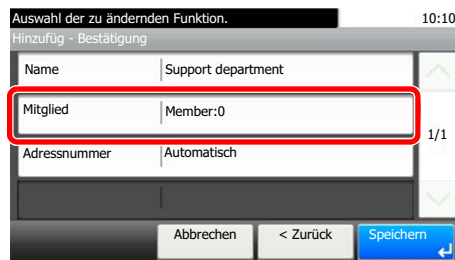 Auswahl der zu ändernden Funktion. 10:10
Hinzufüg - Bestätigung
Name Support department
Mitglied Member:0
1/1
Adressnummer Automatisch
Abbrechen < Zurück Speichern